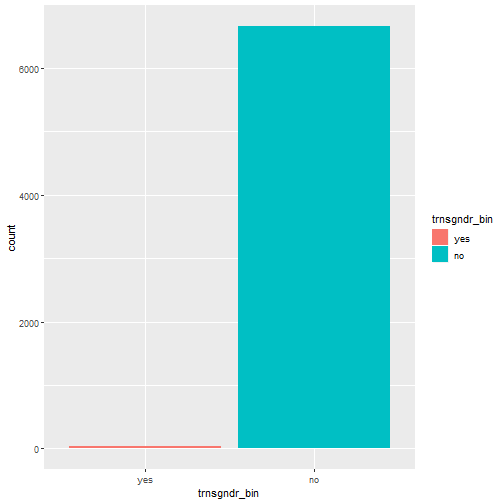 6000
4000
2000
0
count
yes
no
trnsgndr_bin
trnsgndr_bin
yes
no